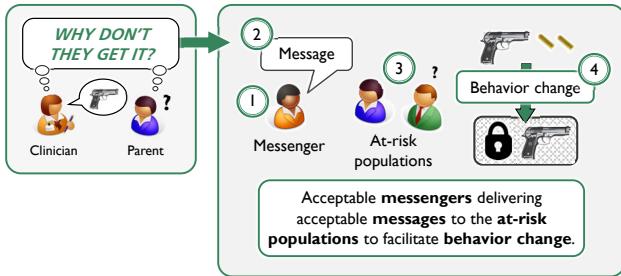 WHY DON'T
THEY GET IT?
?
Clinician
Parent
2
Message
1
Messenger
3
?
At-risk
populations
4
Behavior change
Acceptable messengers delivering
acceptable messages to the at-risk
populations to facilitate behavior change.